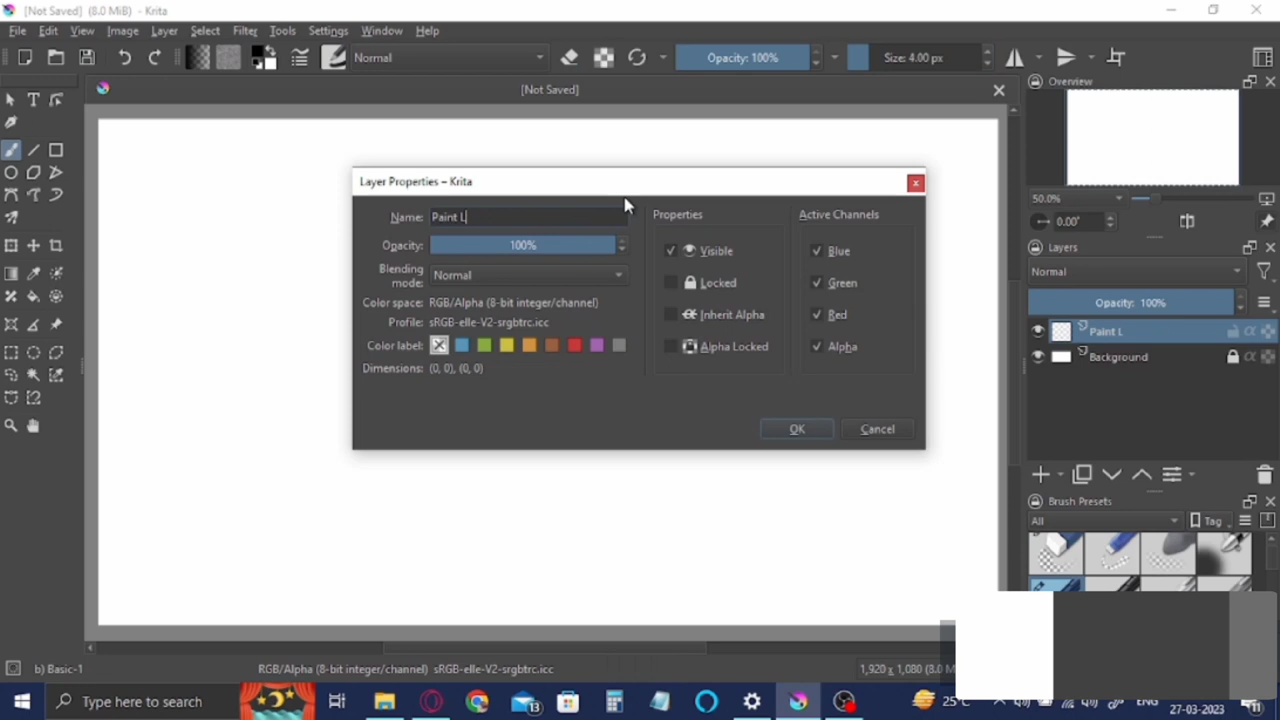 [Not Saved] (8.0 MiB) - Krita
File Edit View Image Layer Select Filter Tools Settings Window Help
Normal Opacity: 100% Size: 4.00 px
[Not Saved]
Overview
50.0%
0.00°
Layers
Normal
Opacity: 100%
Paint L
Background
Layer Properties – Krita
Name: Paint L
Opacity: 100%
Blending mode: Normal
Color space: RGB/Alpha (8-bit integer/channel)
Profile: sRGB-elle-V2-srgbtrc.icc
Color label:
Dimensions: (0, 0), (0, 0)
Properties
Visible
Locked
Inherit Alpha
Alpha Locked
Active Channels
Blue
Green
Red
Alpha
OK Cancel
Brush Presets
All Tag
b) Basic-1 RGB/Alpha (8-bit integer/channel) sRGB-elle-V2-srgbtrc.icc 1,920 x 1,080 (8.0 M
Type here to search 13 25°C ENG
27-03-2023 11